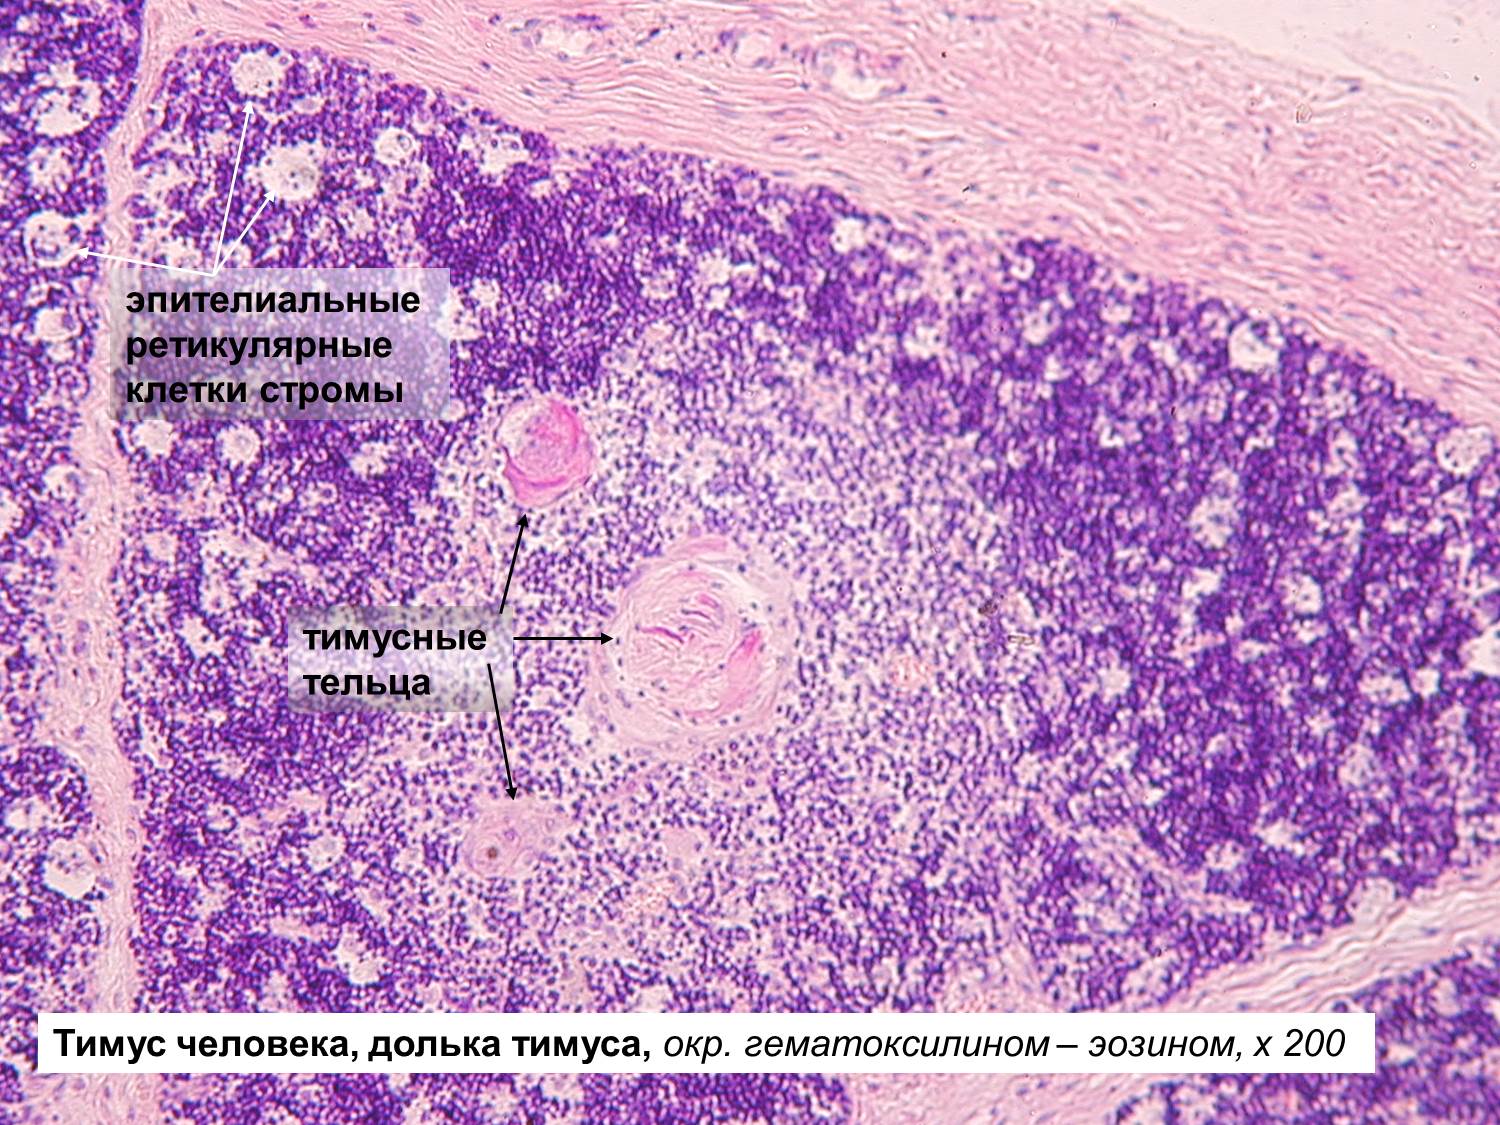 эпителиальные
ретикулярные
клетки стромы
тимусные
тельца
Тимус человека, долька тимуса, окр. гематоксилином – эозином, х 200